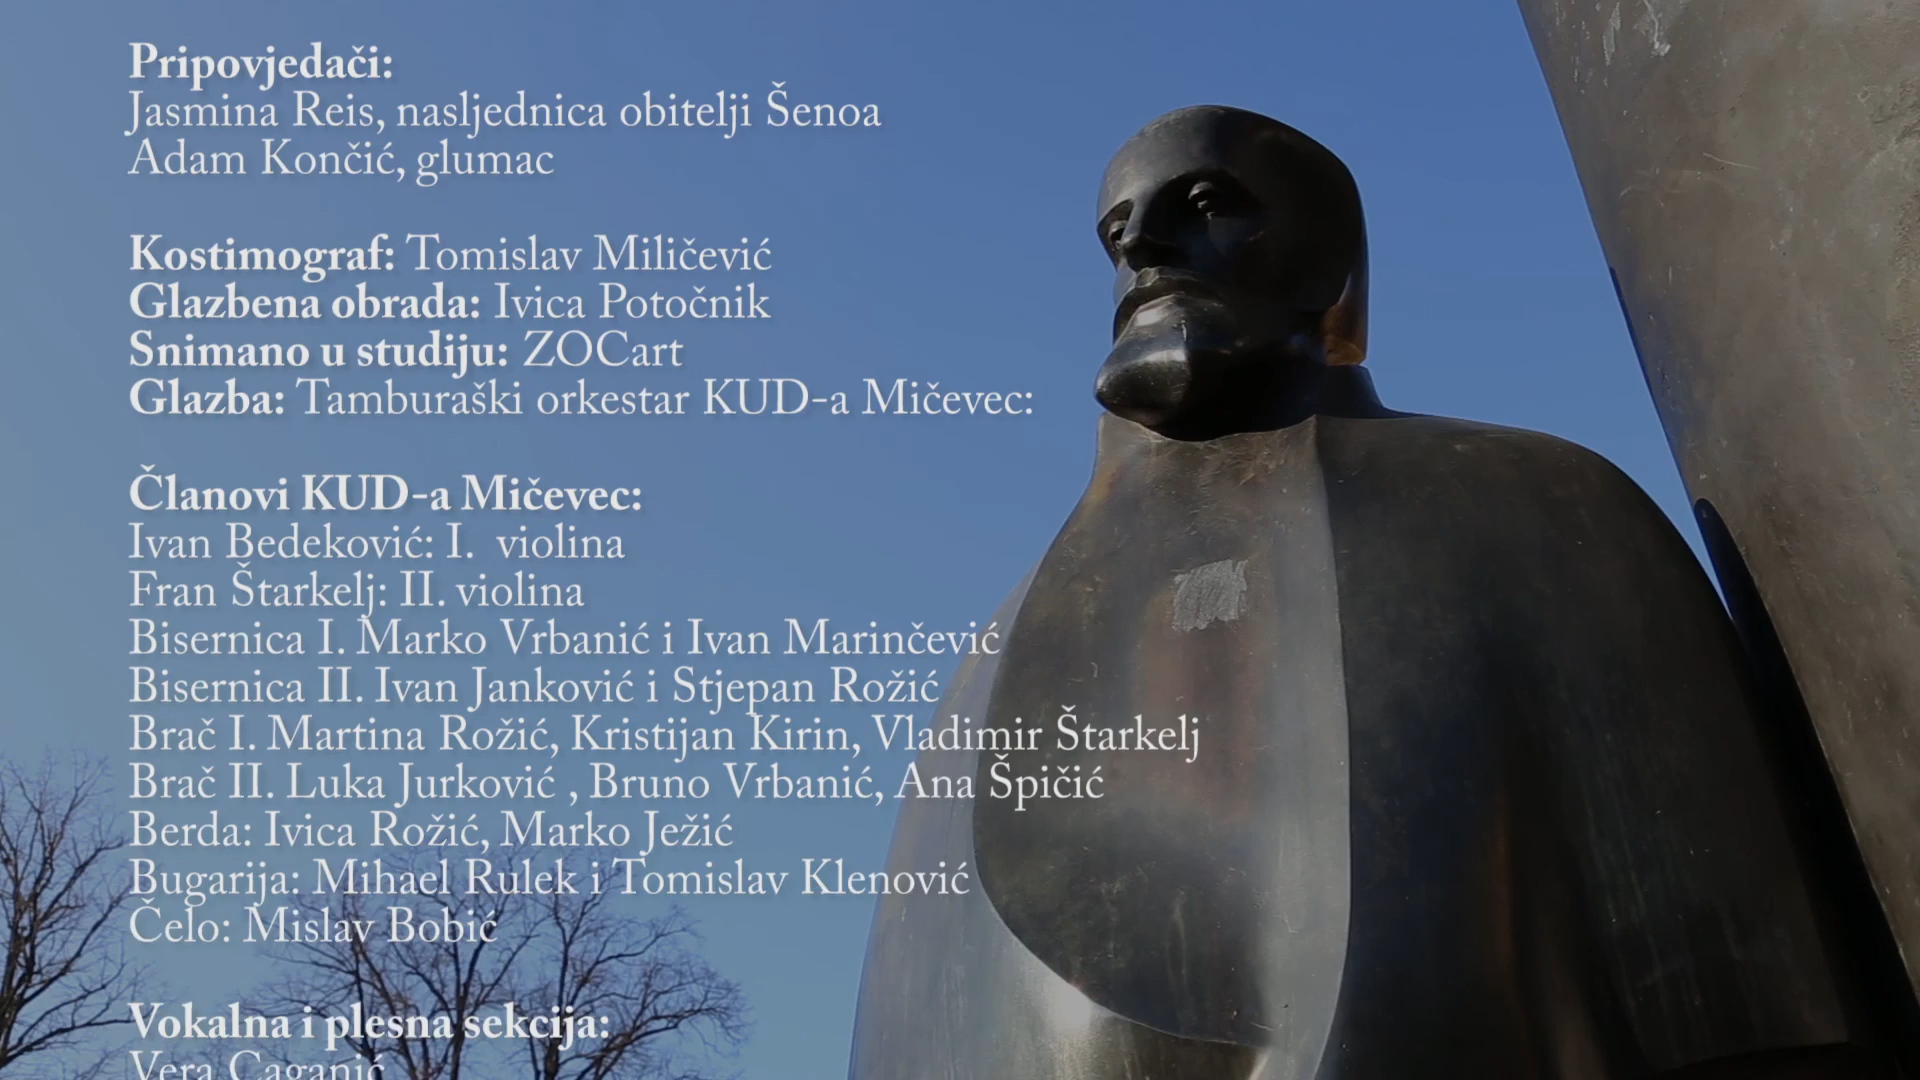 Pripovjedači:
Jasmina Reis, nasljednica obitelji Šenoa
Adam Končić, glumac
Kostimograf: Tomislav Miličević
Glazbena obrada: Ivica Potočnik
Snimano u studiju: ZOCart
Glazba: Tamburaški orkestar KUD-a Mičevec:
Članovi KUD-a Mičevec:
Ivan Bedeković: I.  violina
Fran Štarkelj: II. violina
Bisernica I. Marko Vrbanić i Ivan Marinčević
Bisernica II. Ivan Janković i Stjepan Rožić
Brač I. Martina Rožić, Kristijan Kirin, Vladimir Štarkelj
Brač II. Luka Jurković , Bruno Vrbanić, Ana Špičić
Berda: Ivica Rožić, Marko Ježić
Bugarija: Mihael Rulek i Tomislav Klenović
Čelo: Mislav Bobić
Vokalna i plesna sekcija:
Vera Caganić